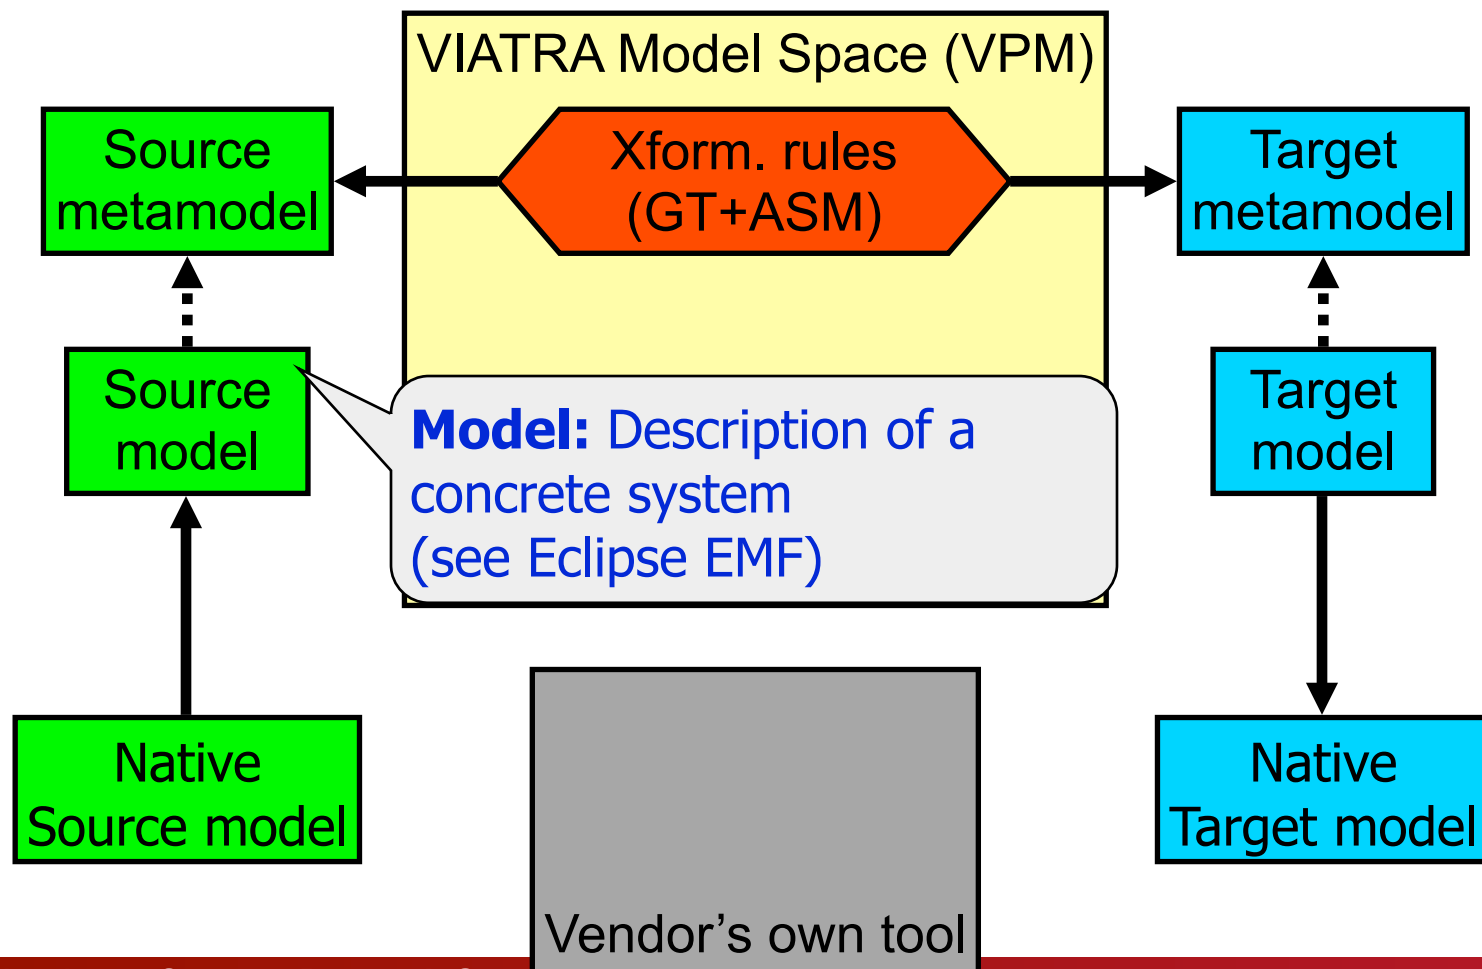 VIATRA Model Space (VPM)
Source
metamodel
Xform. rules
(GT+ASM)
Target
metamodel
Source
model
Model: Description of a
concrete system
(see Eclipse EMF)
Target
model
Native
Source model
Native
Target model
Vendor’s own tool